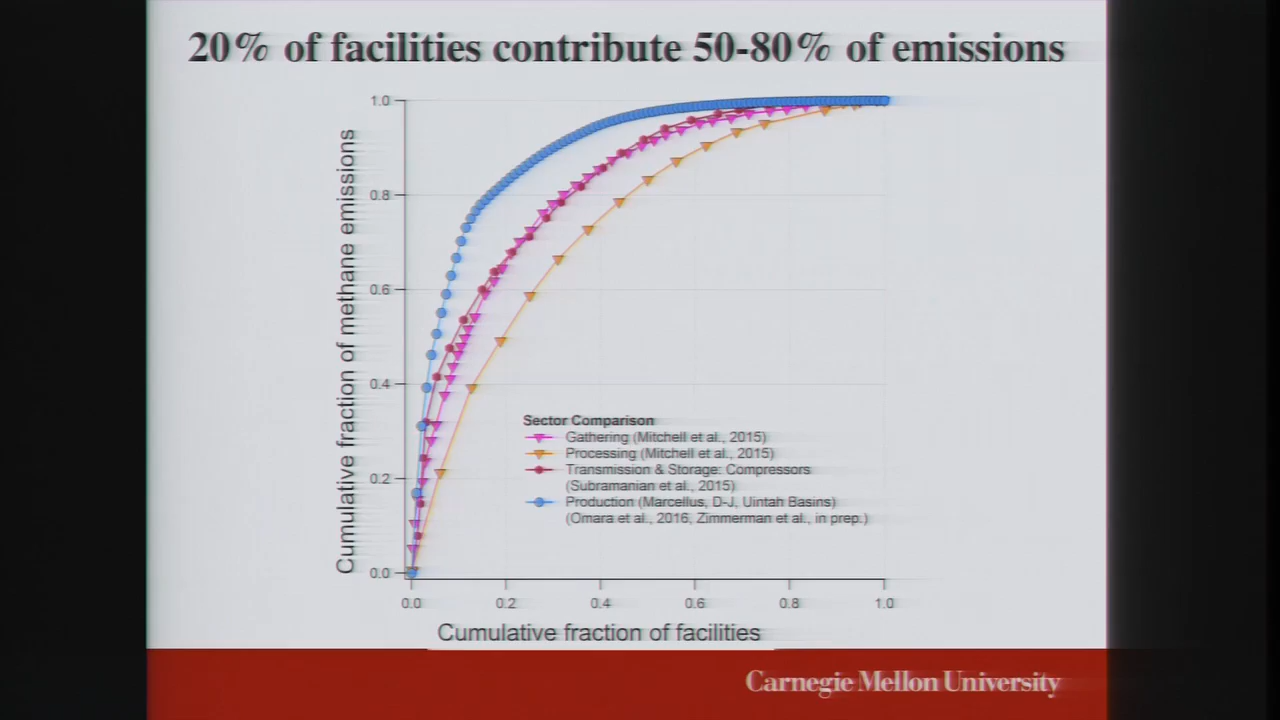 20% of facilities contribute 50-80% of emissions
Cumulative fraction of methane emissions
1.0
0.8
0.6
0.4
0.2
0.0
Sector Comparison
Gathering (Mitchell et al., 2015)
Processing (Mitchell et al., 2015)
Transmission & Storage: Compressors
(Subramanian et al., 2015)
Production (Marcellus, D-J, Uintah Basins)
(Omara et al., 2016, Zimmerman et al., in prep.)
0.0 0.2 0.4 0.6 0.8 1.0
Cumulative fraction of facilities
Carnegie Mellon University